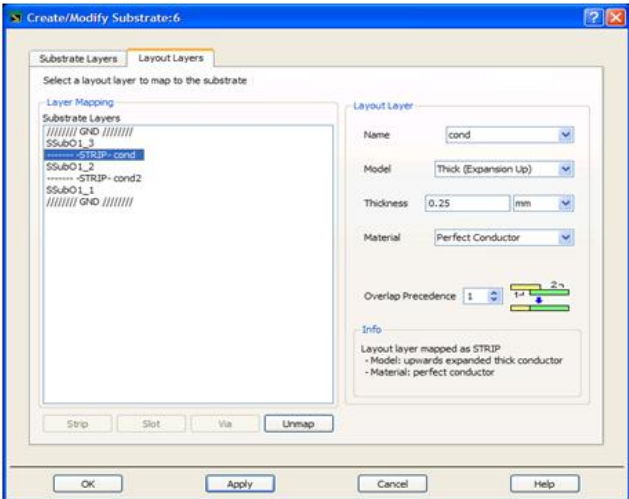 Create/Modify Substrate:6
Substrate Layers
Layout Layers
Select a layout layer to map to the substrate
Layer Mapping
Substrate Layers
//////// GND ////////
SSubO1_3
------- -STRIP- cond
SSubO1_2
------- -STRIP- cond2
SSubO1_1
//////// GND ////////
Strip
Slot
Via
Unmap
Layout Layer
Name
cond
Model
Thick (Expansion Up)
Thickness
0.25
mm
Material
Perfect Conductor
Overlap Precedence
1
1
2
Info
Layout layer mapped as STRIP
- Model: upwards expanded thick conductor
- Material: perfect conductor
OK
Apply
Cancel
Help